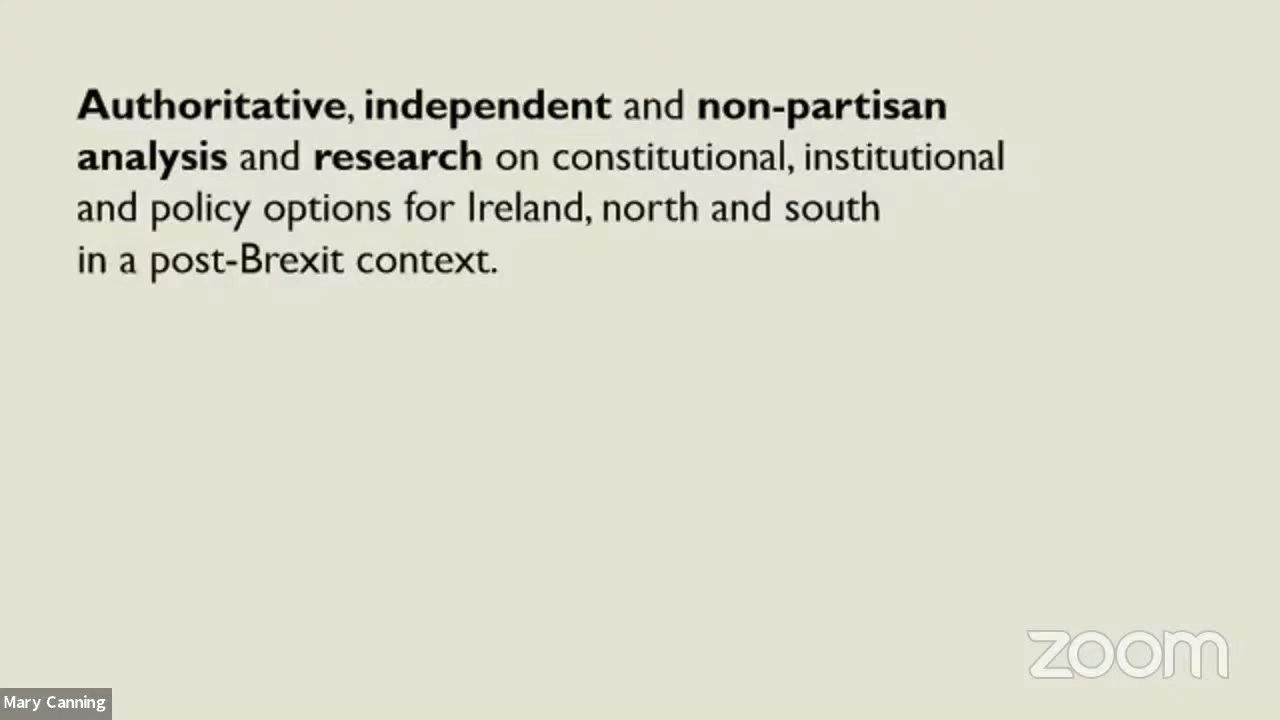 Authoritative, independent and non-partisan
analysis and research on constitutional, institutional
and policy options for Ireland, north and south
in a post-Brexit context.
zoom
Mary Canning